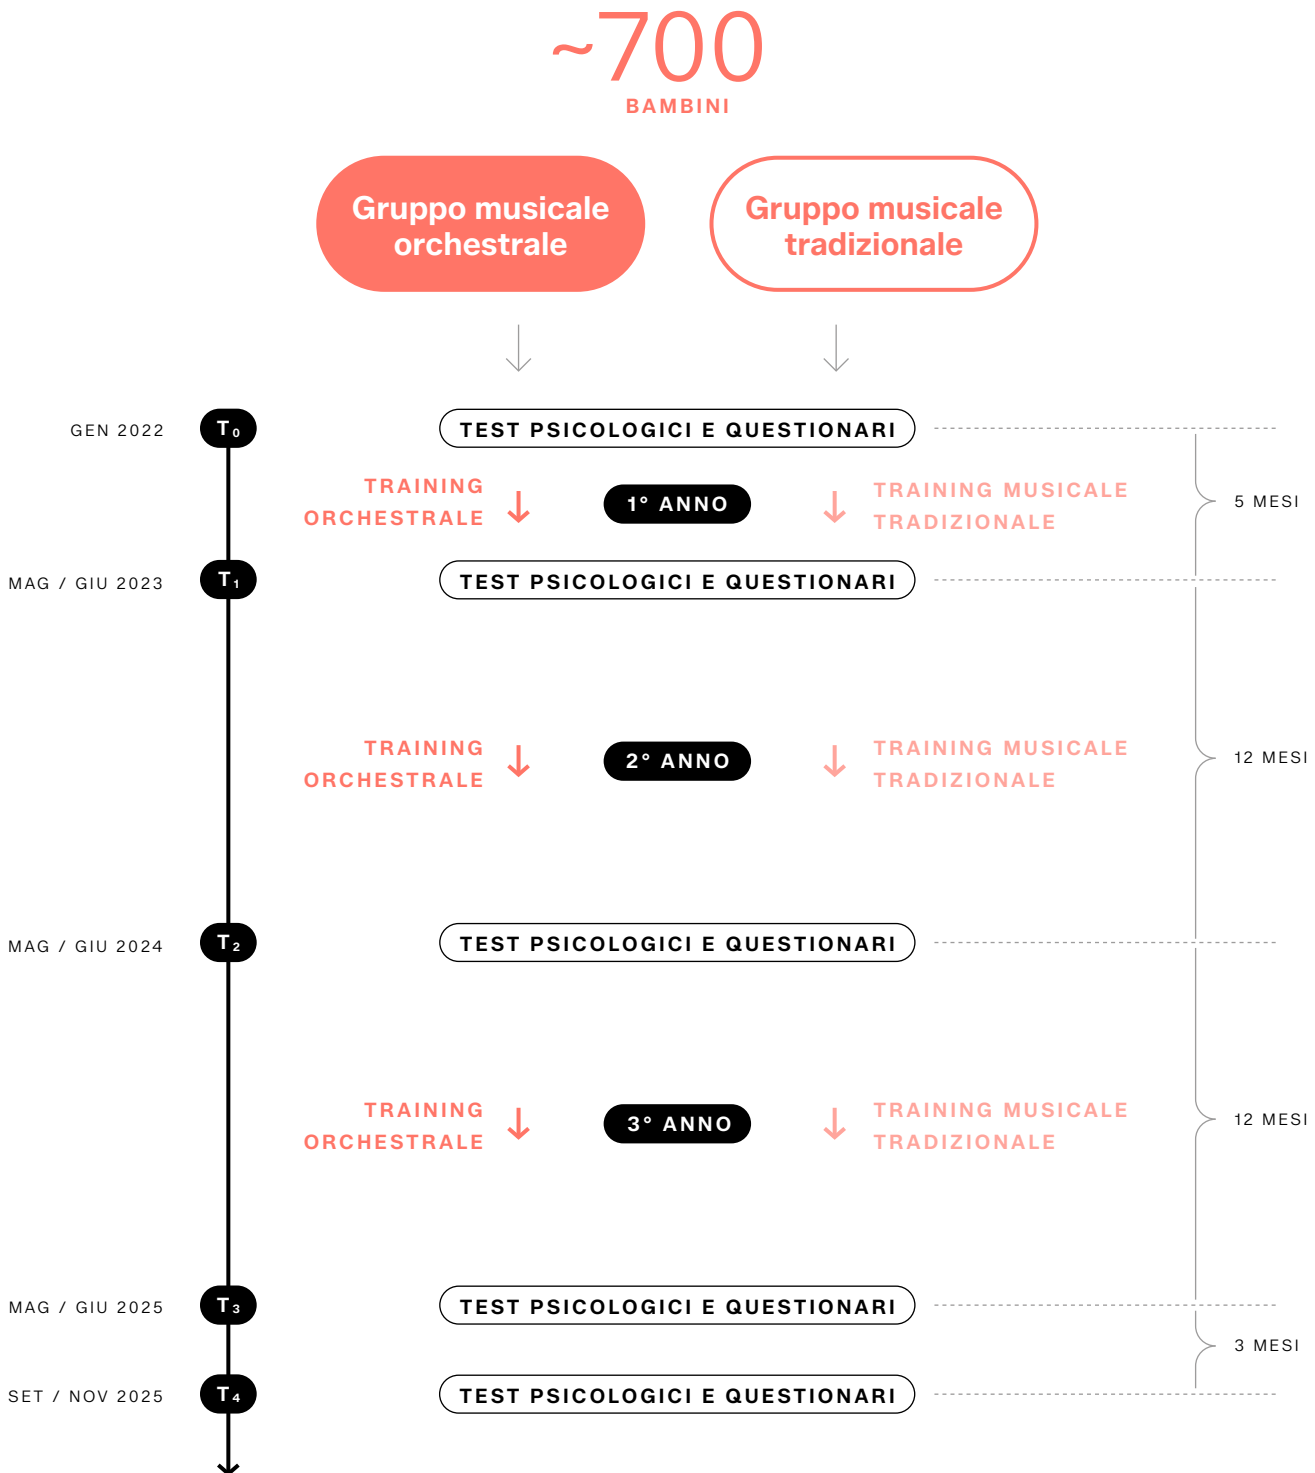 ~700
BAMBINI
Gruppo musicale
orchestrale
Gruppo musicale
tradizionale
GEN 2022
T₀
TEST PSICOLOGICI E QUESTIONARI
TRAINING
ORCHESTRALE
1° ANNO
TRAINING MUSICALE
TRADIZIONALE
5 MESI
MAG / GIU 2023
T₁
TEST PSICOLOGICI E QUESTIONARI
TRAINING
ORCHESTRALE
2° ANNO
TRAINING MUSICALE
TRADIZIONALE
12 MESI
MAG / GIU 2024
T₂
TEST PSICOLOGICI E QUESTIONARI
TRAINING
ORCHESTRALE
3° ANNO
TRAINING MUSICALE
TRADIZIONALE
12 MESI
MAG / GIU 2025
T₃
TEST PSICOLOGICI E QUESTIONARI
3 MESI
SET / NOV 2025
T₄
TEST PSICOLOGICI E QUESTIONARI